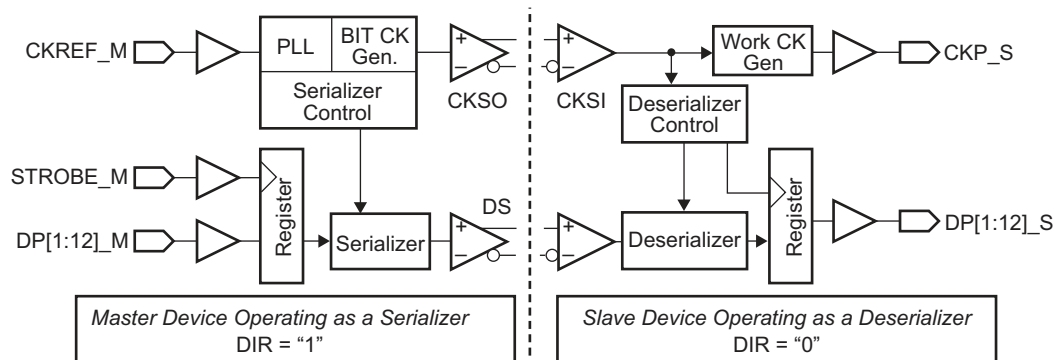 CKREF_M
PLL
BIT CK
Gen.
Serializer
Control
+
−
CKSO
STROBE_M
DP[1:12]_M
Register
Serializer
DS
+
−
Master Device Operating as a Serializer
DIR = “1”
+
−
CKSI
Work CK
Gen
CKP_S
Deserializer
Control
+
−
Deserializer
Register
DP[1:12]_S
Slave Device Operating as a Deserializer
DIR = “0”